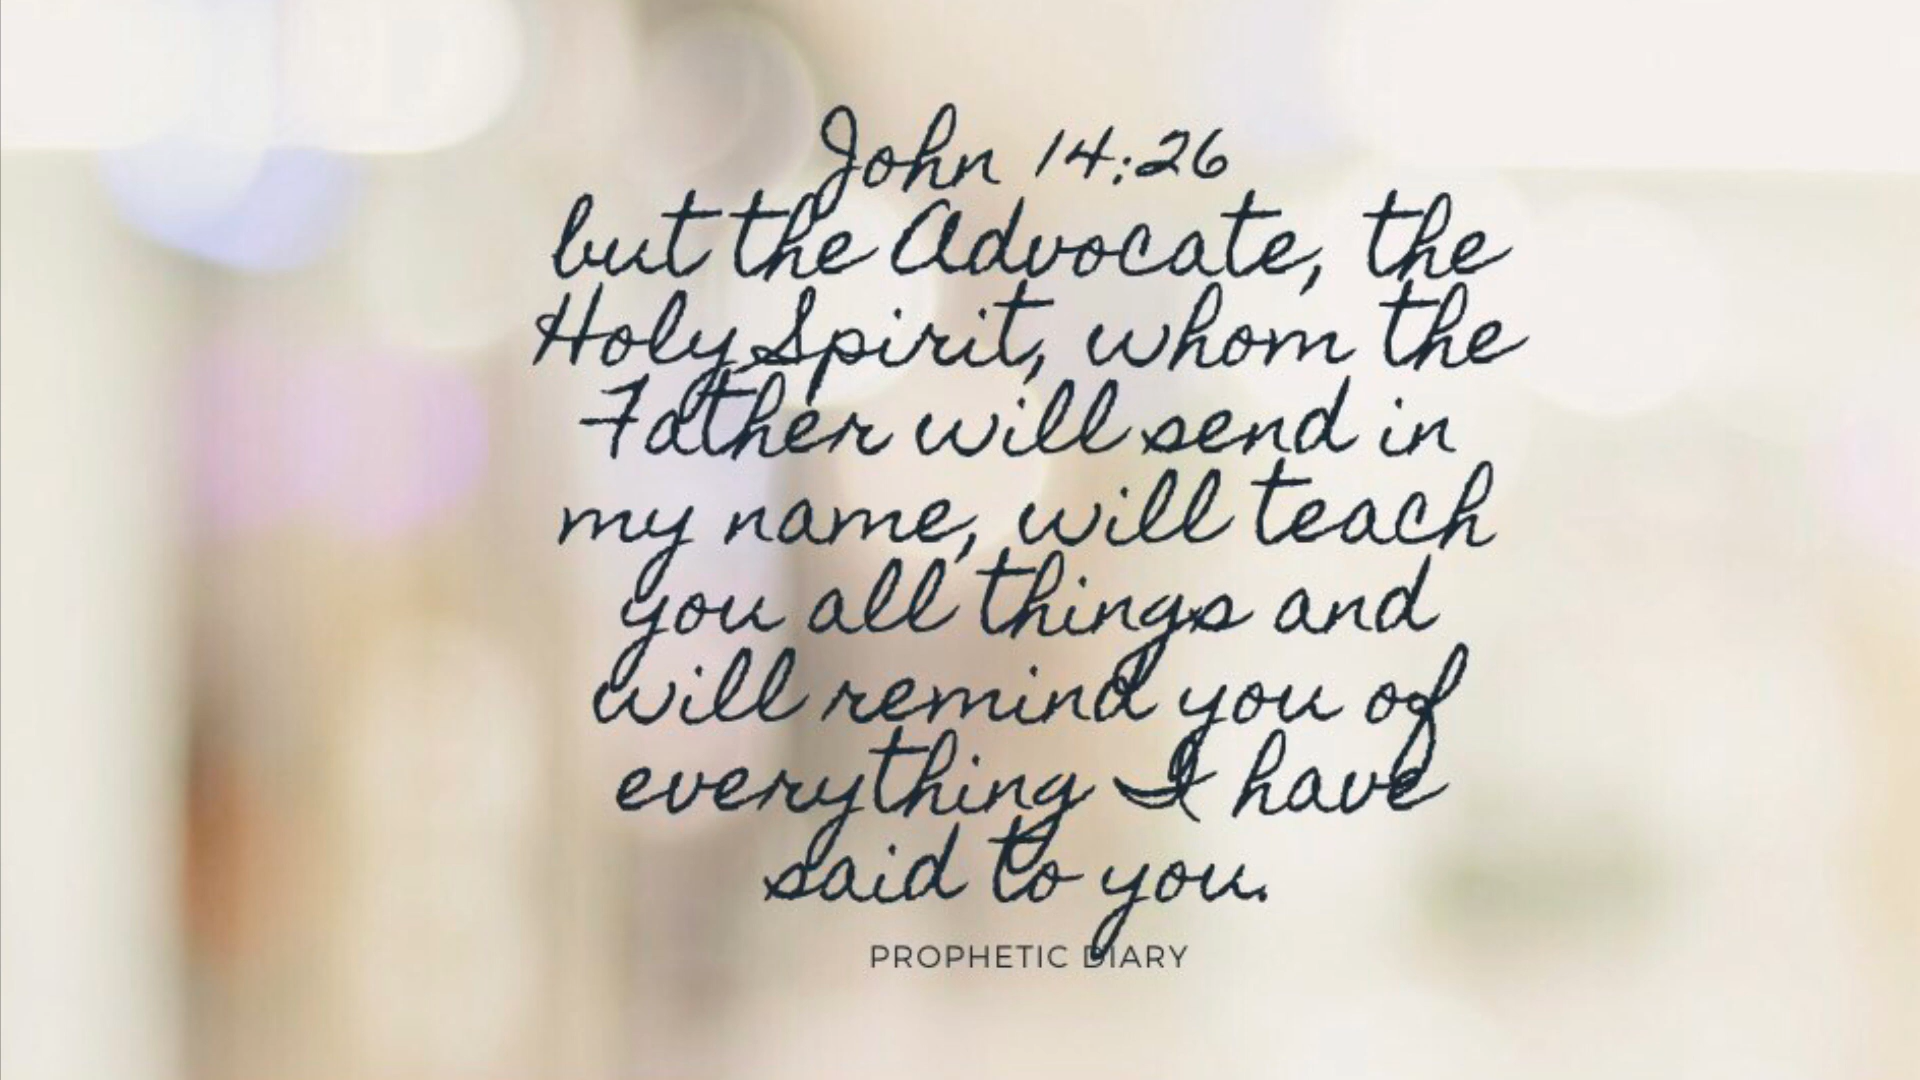 John 14:26
but the Advocate, the
Holy Spirit, whom the
Father will send in
my name, will teach
you all things and
will remind you of
everything I have
said to you.
PROPHETIC DIARY